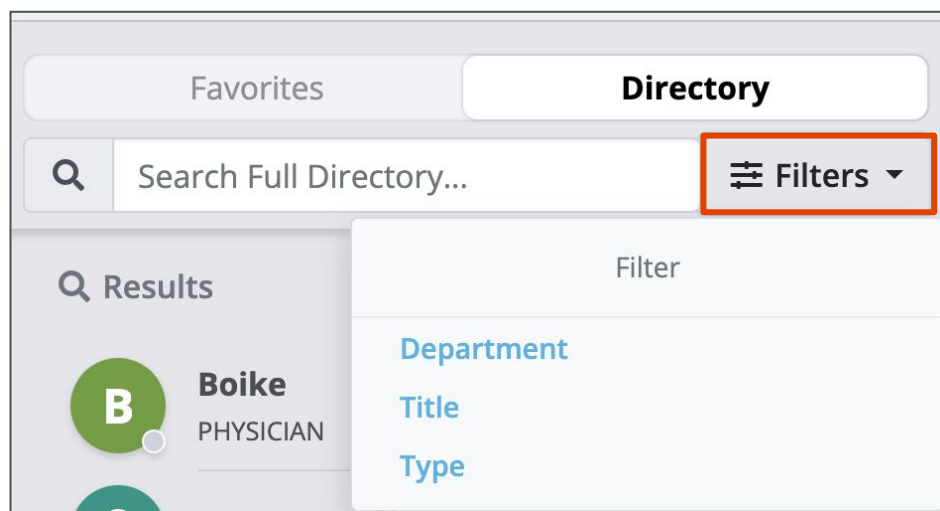 Favorites
Directory
Search Full Directory...
Filters
Filter
Results
Department
Title
Type
B
Boike
PHYSICIAN